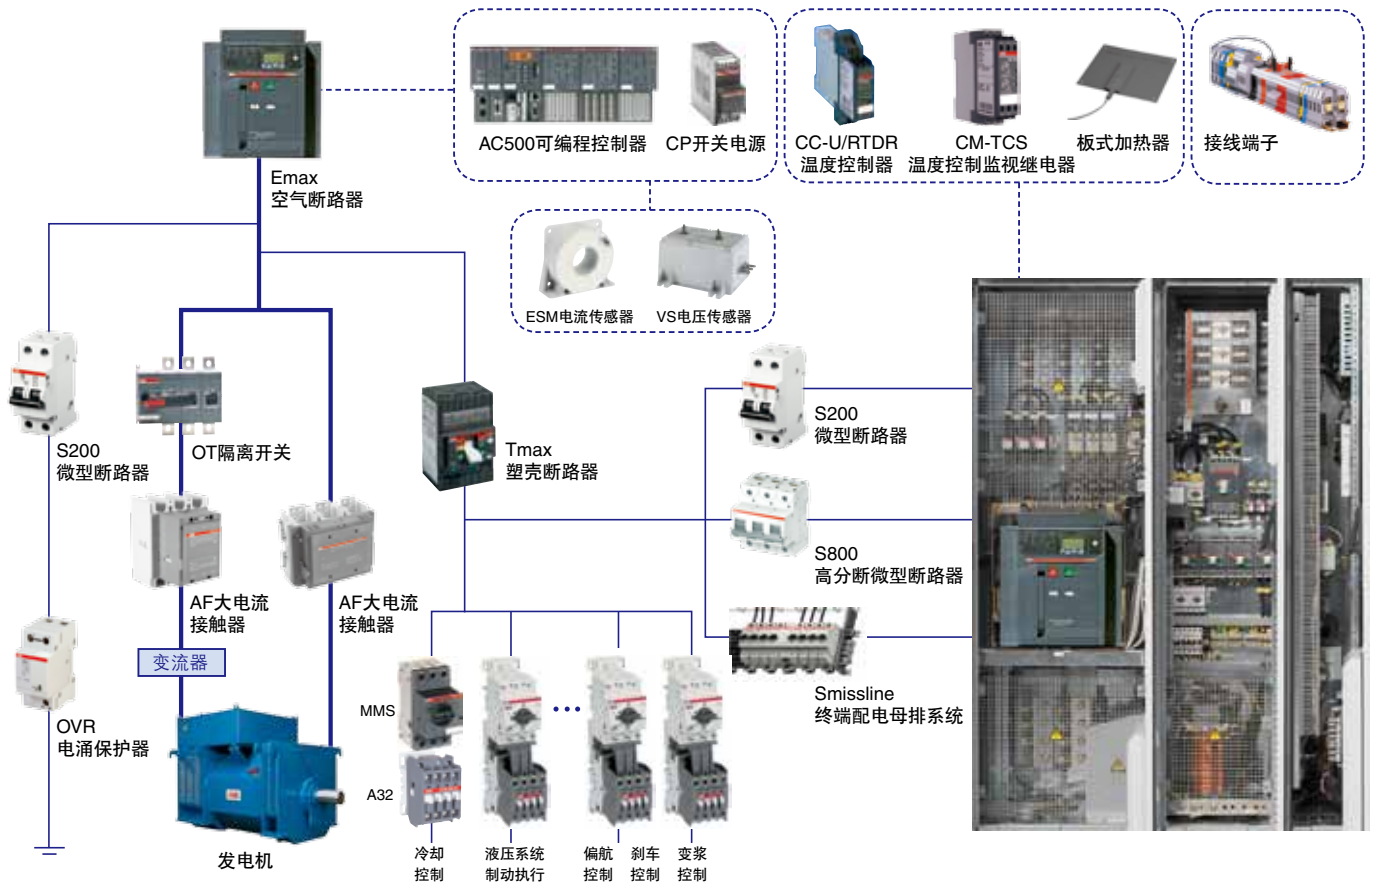 AC500可编程控制器
CP开关电源
CC-U/RTDR
温度控制器
CM-TCS
温度控制监视继电器
板式加热器
接线端子
Emax
空气断路器
ESM电流传感器
VS电压传感器
S200
微型断路器
OT隔离开关
Tmax
塑壳断路器
S200
微型断路器
S800
高分断微型断路器
AF大电流
接触器
AF大电流
接触器
变流器
MMS
Smissline
终端配电母排系统
OVR
电涌保护器
A32
发电机
冷却
控制
液压系统
制动执行
偏航
控制
刹车
控制
变浆
控制